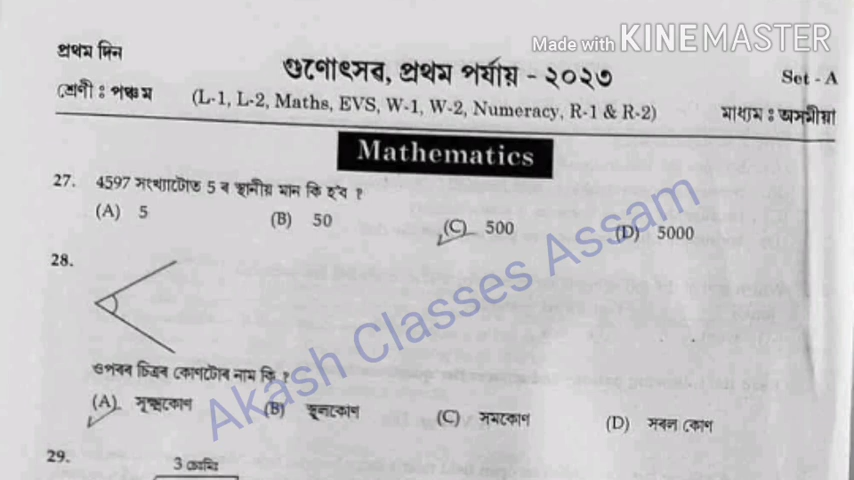 Made with KINEMASTER
প্ৰথম দিন
গুণোৎসৱ, প্ৰথম পৰ্যায় - ২০২৩
Set - A
শ্ৰেণী : পঞ্চম
(L-1, L-2, Maths, EVS, W-1, W-2, Numeracy, R-1 & R-2)
মাধ্যম : অসমীয়া
Mathematics
27. 4597 সংখ্যাটোত 5 ৰ স্থানীয় মান কি হ'ব ?
(A) 5 (B) 50 (C) 500 (D) 5000
28.
ওপৰৰ চিত্ৰৰ কোণটোৰ নাম কি ?
(A) সূক্ষ্মকোণ (B) স্থূলকোণ (C) সমকোণ (D) সৰল কোণ
29.
3 ছেমিঃ
Akash Classes Assam